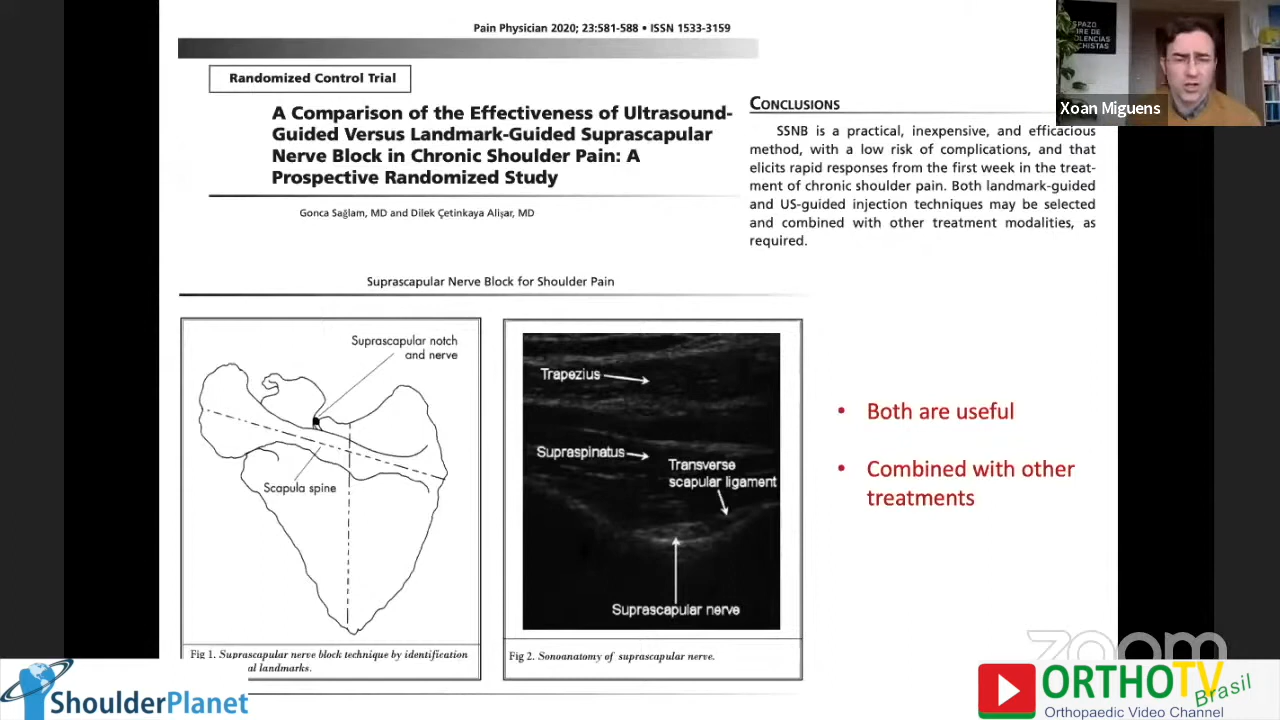 Pain Physician 2020; 23:581-588 • ISSN 1533-3159
Randomized Control Trial
A Comparison of the Effectiveness of Ultrasound-
Guided Versus Landmark-Guided Suprascapular
Nerve Block in Chronic Shoulder Pain: A
Prospective Randomized Study
Gonca Sağlam, MD and Dilek Çetinkaya Alişar, MD
CONCLUSIONS
SSNB is a practical, inexpensive, and efficacious
method, with a low risk of complications, and that
elicits rapid responses from the first week in the treat-
ment of chronic shoulder pain. Both landmark-guided
and US-guided injection techniques may be selected
and combined with other treatment modalities, as
required.
Xoan Miguens
Suprascapular Nerve Block for Shoulder Pain
Suprascapular notch
and nerve
Scapula spine
Fig 1. Suprascapular nerve block technique by identification
al landmarks.
Trapezius
Supraspinatus
Transverse
scapular ligament
Suprascapular nerve
Fig 2. Sonoanatomy of suprascapular nerve.
• Both are useful
• Combined with other
treatments
zoom
ShoulderPlanet
ORTHOTV
Brasil
Orthopaedic Video Channel